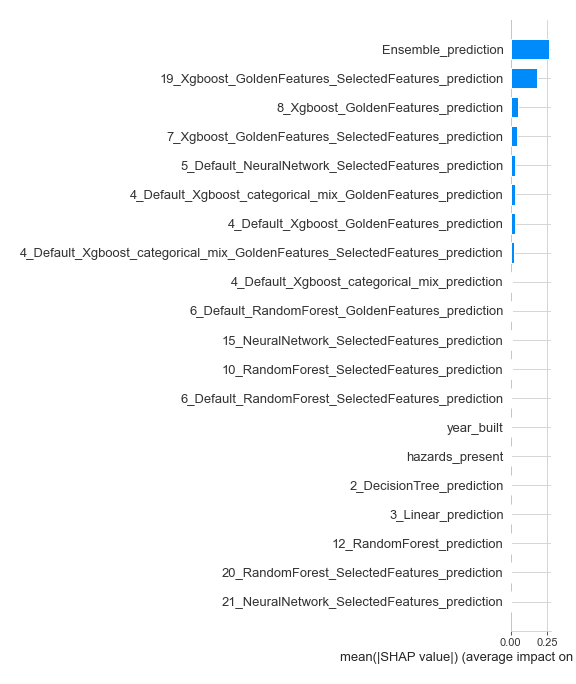 Ensemble_prediction
19_Xgboost_GoldenFeatures_SelectedFeatures_prediction
8_Xgboost_GoldenFeatures_prediction
7_Xgboost_GoldenFeatures_SelectedFeatures_prediction
5_Default_NeuralNetwork_SelectedFeatures_prediction
4_Default_Xgboost_categorical_mix_GoldenFeatures_prediction
4_Default_Xgboost_GoldenFeatures_prediction
4_Default_Xgboost_categorical_mix_GoldenFeatures_SelectedFeatures_prediction
4_Default_Xgboost_categorical_mix_prediction
6_Default_RandomForest_GoldenFeatures_prediction
15_NeuralNetwork_SelectedFeatures_prediction
10_RandomForest_SelectedFeatures_prediction
6_Default_RandomForest_SelectedFeatures_prediction
year_built
hazards_present
2_DecisionTree_prediction
3_Linear_prediction
12_RandomForest_prediction
20_RandomForest_SelectedFeatures_prediction
21_NeuralNetwork_SelectedFeatures_prediction
0.00 0.25
mean(|SHAP value|) (average impact on